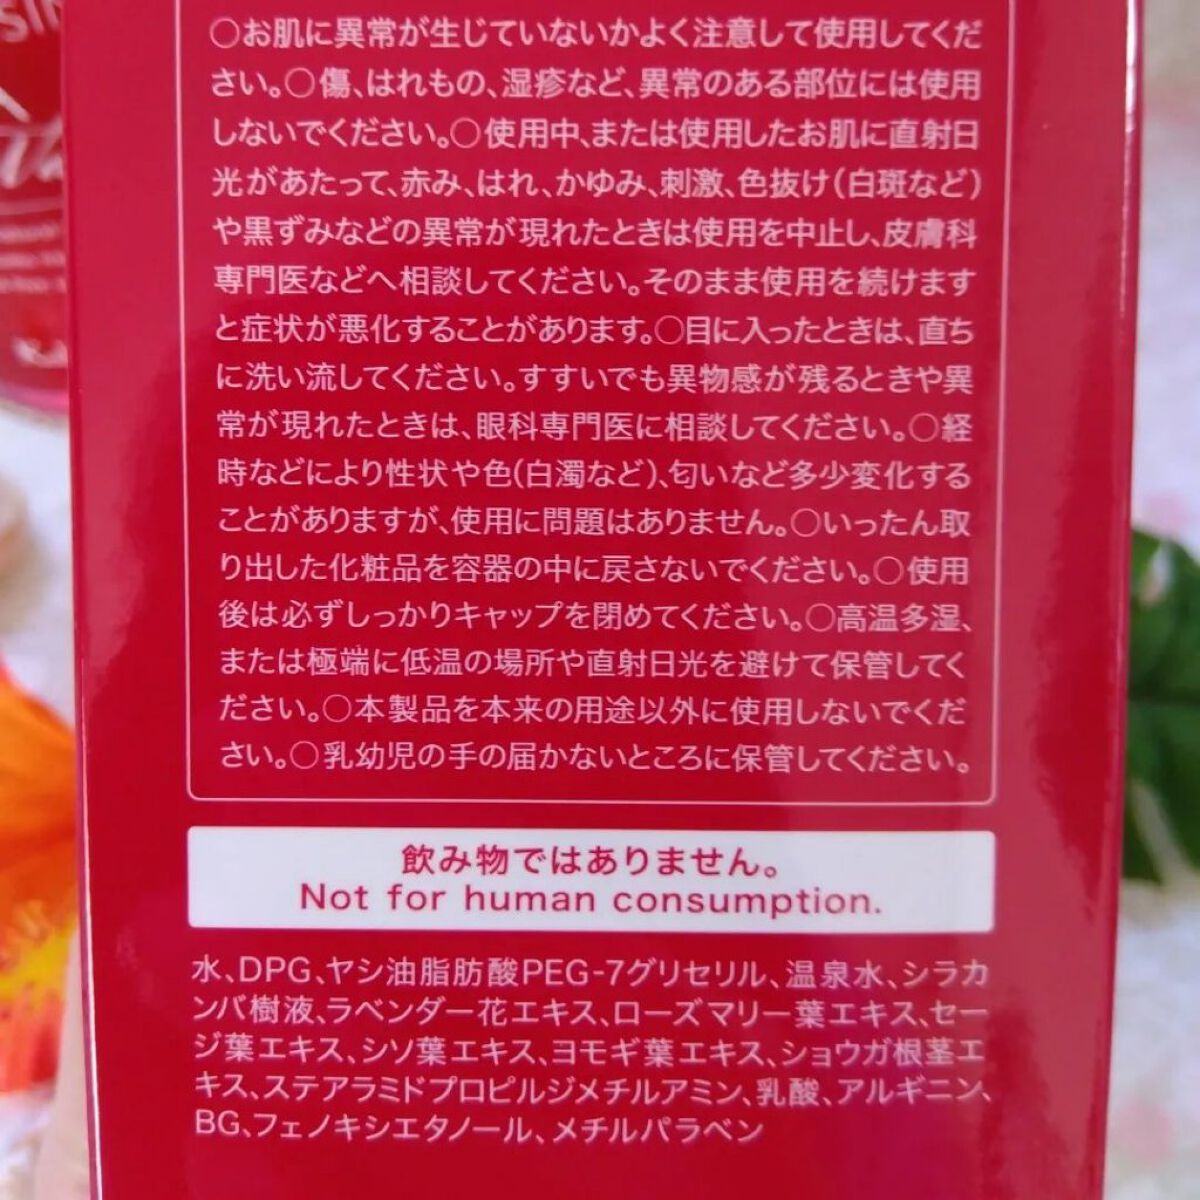 ○お肌に異常が生じていないかよく注意して使用してくだ
さい。○傷、はれもの、湿疹など、異常のある部位には使用
しないでください。○使用中、または使用したお肌に直射日
光があたって、赤み、はれ、かゆみ、刺激、色抜け(白斑など)
や黒ずみなどの異常が現れたときは使用を中止し、皮膚科
専門医などへ相談してください。そのまま使用を続けます
と症状が悪化することがあります。○目に入ったときは、直ち
に洗い流してください。すすいでも異物感が残るときや異
常が現れたときは、眼科専門医に相談してください。○経
時などにより性状や色(白濁など)、匂いなど多少変化する
ことがありますが、使用に問題はありません。○いったん取
り出した化粧品を容器の中に戻さないでください。○使用
後は必ずしっかりキャップを閉めてください。○高温多湿、
または極端に低温の場所や直射日光を避けて保管してく
ださい。○本製品を本来の用途以外に使用しないでくだ
さい。○乳幼児の手の届かないところに保管してください。
飲み物ではありません。
Not for human consumption.
水、DPG、ヤシ油脂肪酸PEG-7グリセリル、温泉水、シラカ
ンバ樹液、ラベンダー花エキス、ローズマリー葉エキス、セー
ジ葉エキス、シソ葉エキス、ヨモギ葉エキス、ショウガ根茎エ
キス、ステアラミドプロピルジメチルアミン、乳酸、アルギニン、
BG、フェノキシエタノール、メチルパラベン